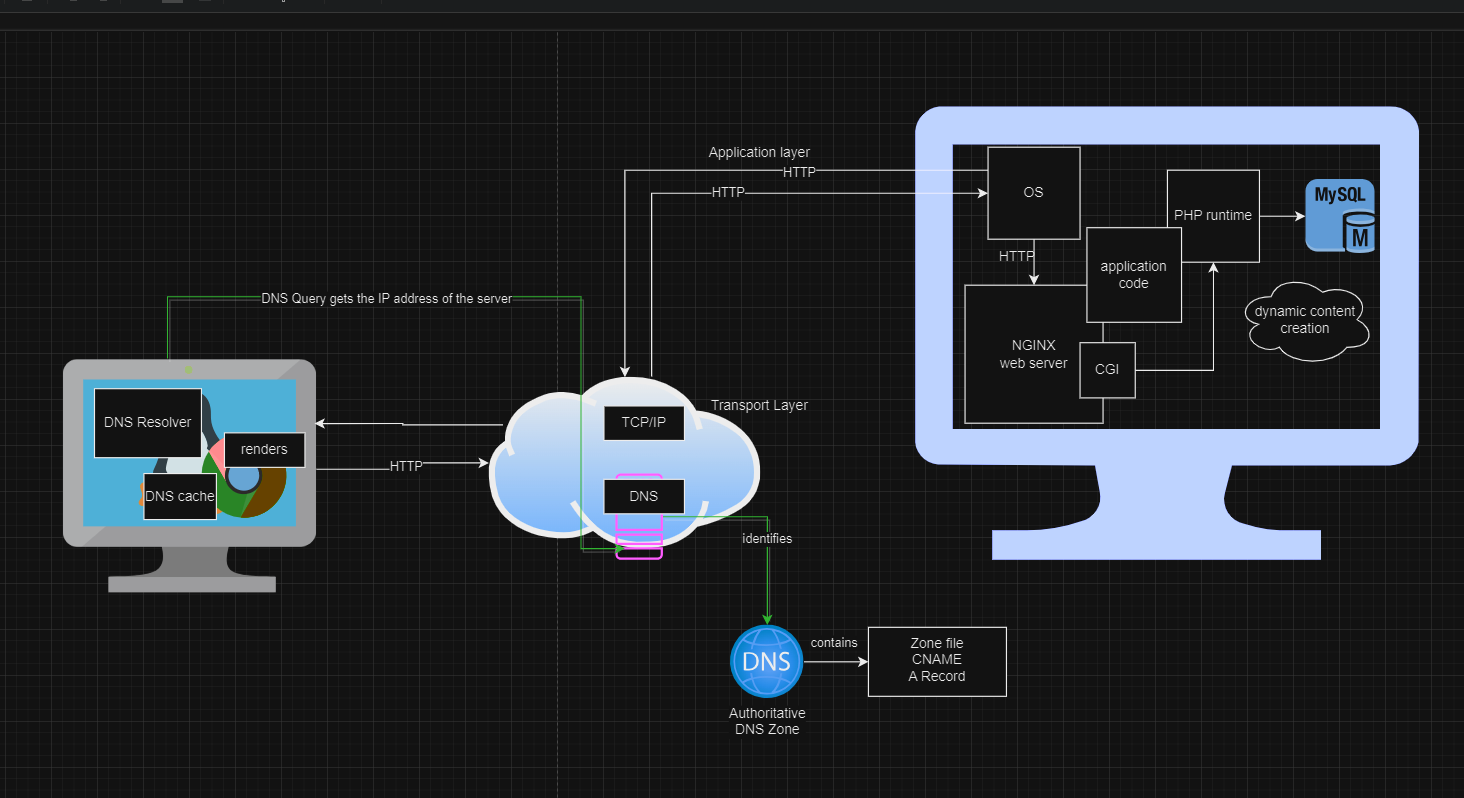 Application layer
HTTP
HTTP
OS
HTTP
PHP runtime
MySQL
M
application
code
dynamic content
creation
NGINX
web server
CGI
DNS Query gets the IP address of the server
DNS Resolver
renders
DNS cache
HTTP
TCP/IP
Transport Layer
DNS
identifies
DNS
Authoritative
DNS Zone
contains
Zone file
CNAME
A Record